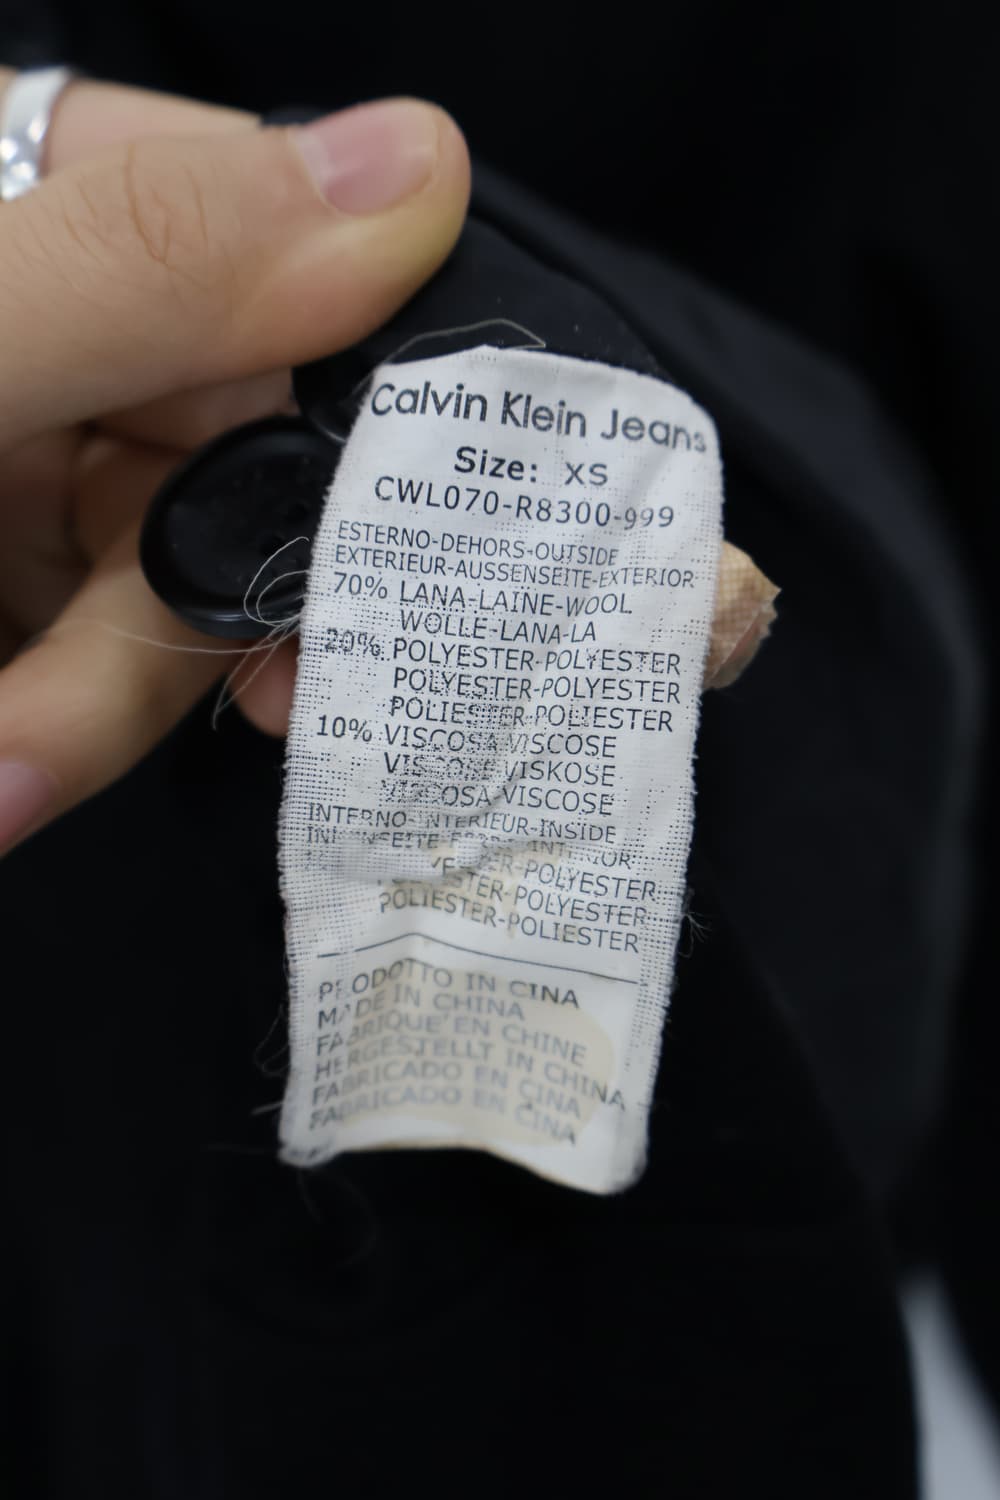 Calvin Klein Jeans
Size: XS
CWL070-R8300-999
ESTERNO-DEHORS-OUTSIDE
EXTERIEUR-AUSSENSEITE-EXTERIOR
70% LANA-LAINE-WOOL
WOLLE-LANA-LA
20% POLYESTER-POLYESTER
POLYESTER-POLYESTER
POLIESTER-POLIESTER
10% VISCOSA-VISCOSE
VISCOSE-VISKOSE
VISCOSA-VISCOSE
INTERNO-INTERIEUR-INSIDE
POLYESTER
POLYESTER-POLYESTER
POLIESTER-POLIESTER
PRODOTTO IN CINA
MADE IN CHINA
FABRIQUE' EN CHINE
HERGESTELLT IN CHINA
FABRICADO EN CINA
FABRICADO EN CINA